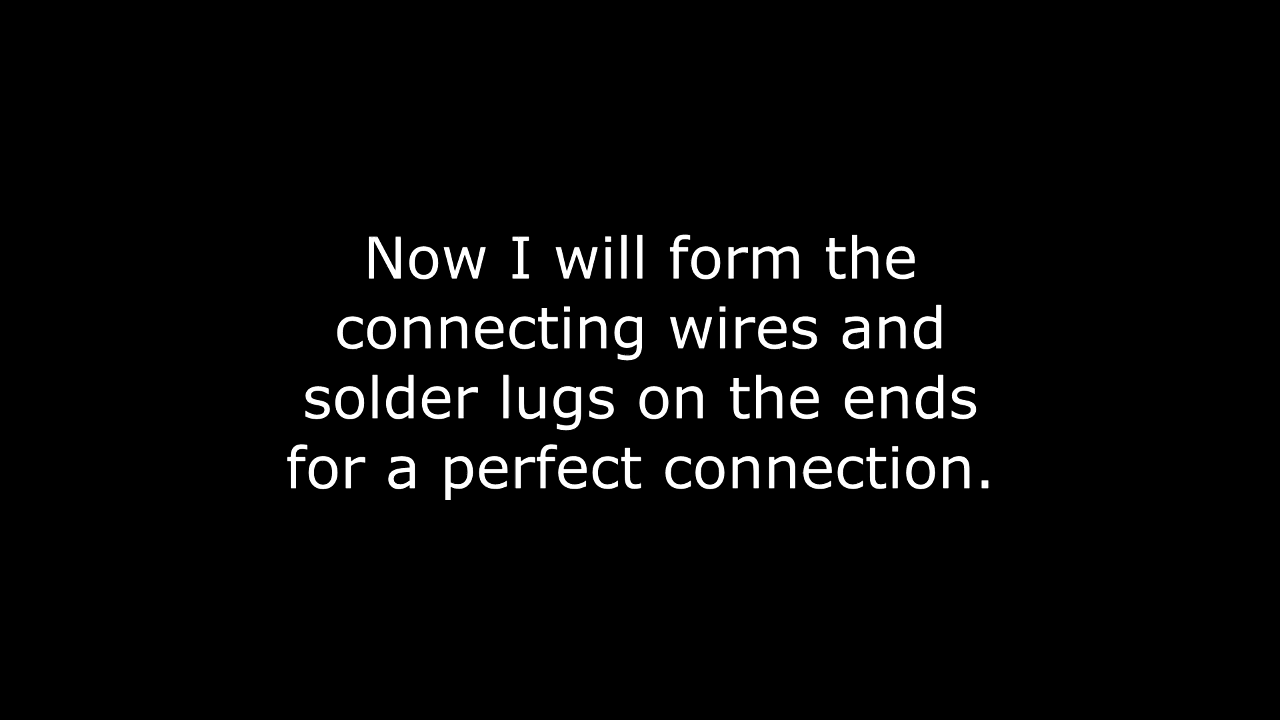 Now I will form the
connecting wires and
solder lugs on the ends
for a perfect connection.